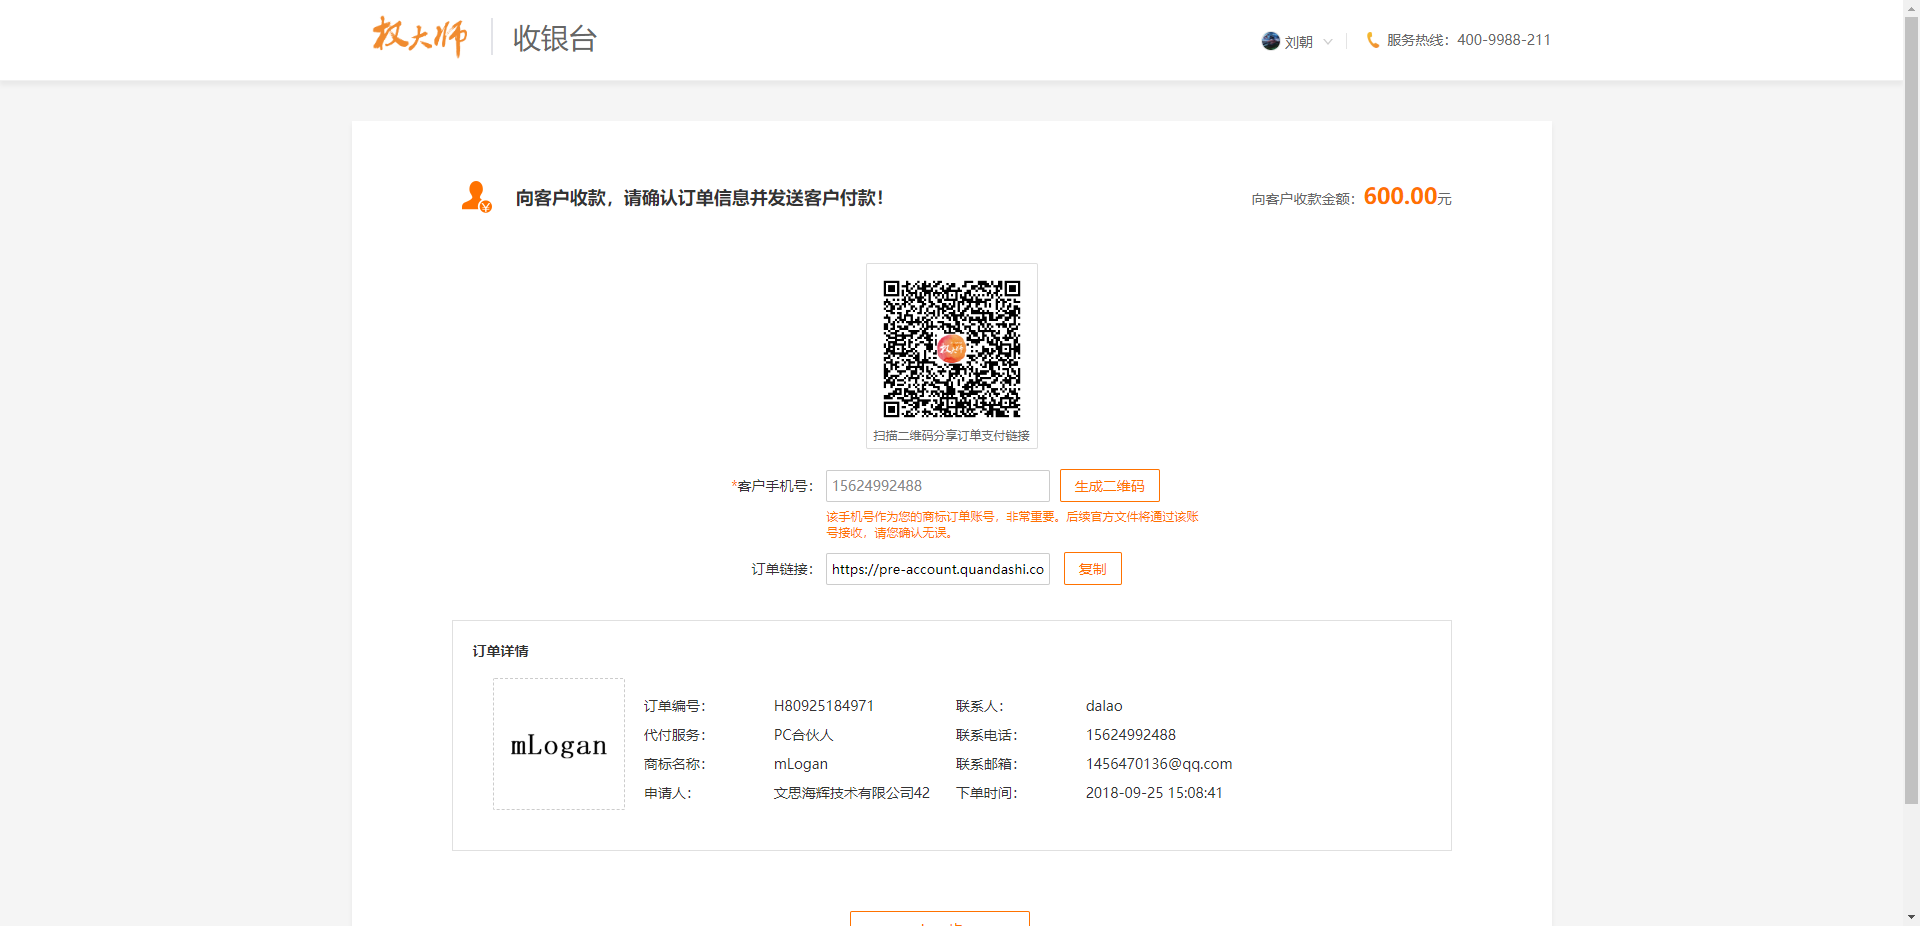 权大师 收银台 刘朝 服务热线：400-9988-211
向客户收款，请确认订单信息并发送客户付款！ 向客户收款金额：600.00元
权大师
扫描二维码分享订单支付链接
*客户手机号： 15624992488 生成二维码
该手机号作为您的商标订单账号，非常重要。后续官方文件将通过该账
号接收，请您确认无误。
订单链接： https://pre-account.quandashi.co 复制
订单详情
mLogan
订单编号： H80925184971 联系人： dalao
代付服务： PC合伙人 联系电话： 15624992488
商标名称： mLogan 联系邮箱： 1456470136@qq.com
申请人： 文思海辉技术有限公司42 下单时间： 2018-09-25 15:08:41